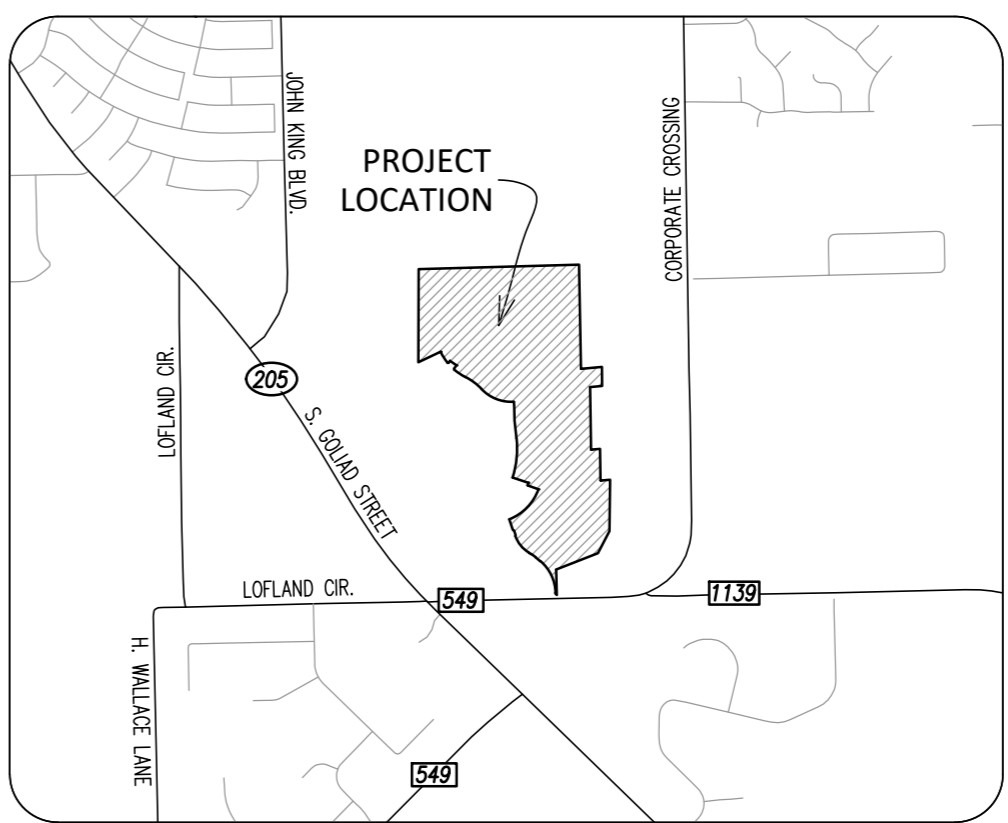 JOHN KING BLVD.
PROJECT
LOCATION
CORPORATE CROSSING
LOFLAND CIR.
205
S. GOLIAD STREET
LOFLAND CIR.
549
1139
H. WALLACE LANE
549